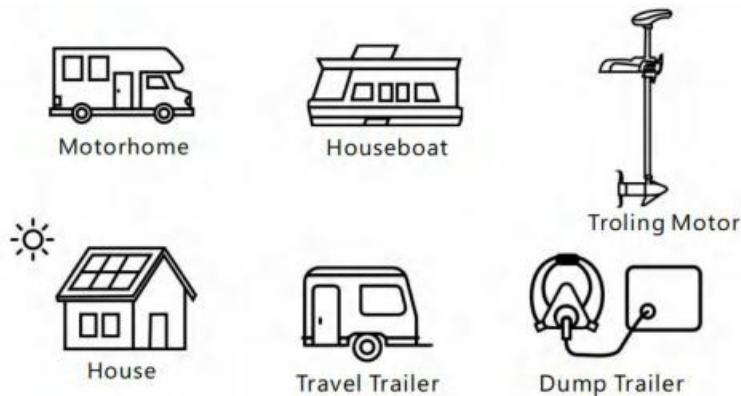 Motorhome
Houseboat
Troling Motor
House
Travel Trailer
Dump Trailer